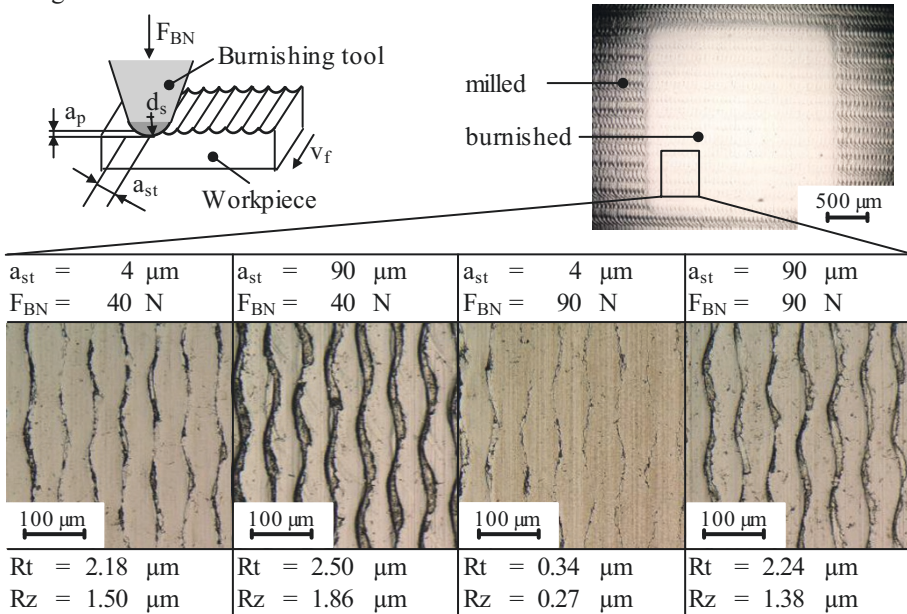 F_BN
Burnishing tool
d_s
a_p
v_f
a_st
Workpiece
milled
burnished
500 µm
a_st = 4 µm
F_BN = 40 N
a_st = 90 µm
F_BN = 40 N
a_st = 4 µm
F_BN = 90 N
a_st = 90 µm
F_BN = 90 N
100 µm
100 µm
100 µm
100 µm
Rt = 2.18 µm
Rz = 1.50 µm
Rt = 2.50 µm
Rz = 1.86 µm
Rt = 0.34 µm
Rz = 0.27 µm
Rt = 2.24 µm
Rz = 1.38 µm